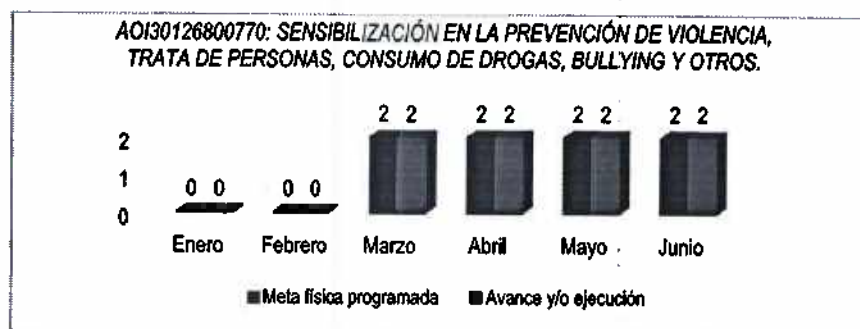 AOI30126800770: SENSIBILIZACIÓN EN LA PREVENCIÓN DE VIOLENCIA,
TRATA DE PERSONAS, CONSUMO DE DROGAS, BULLYING Y OTROS.
2 2 2 2 2 2 2 2
2
1
0 0 0 0
0
Enero Febrero Marzo Abril Mayo Junio
Meta física programada Avance y/o ejecución